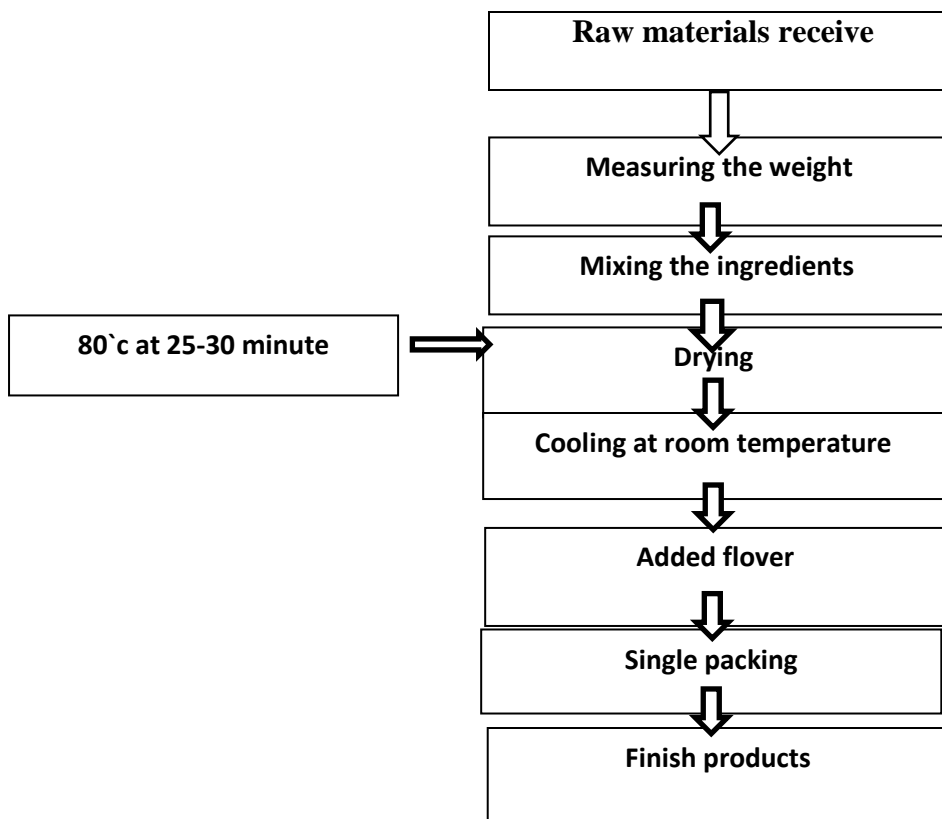 Raw materials receive
Measuring the weight
Mixing the ingredients
80`c at 25-30 minute
Drying
Cooling at room temperature
Added flover
Single packing
Finish products